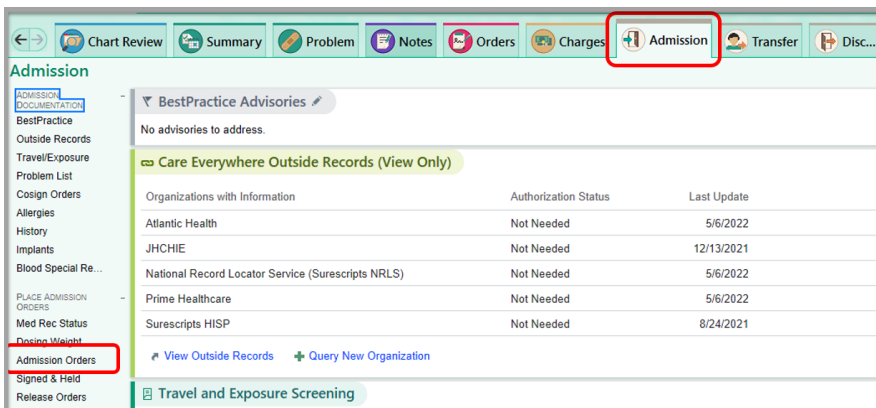 Chart Review Summary Problem Notes Orders Charges Admission Transfer Disc...
Admission
ADMISSION
DOCUMENTATION
BestPractice
Outside Records
Travel/Exposure
Problem List
Cosign Orders
Allergies
History
Implants
Blood Special Re...
PLACE ADMISSION
ORDERS
Med Rec Status
Dosing Weight
Admission Orders
Signed & Held
Release Orders
BestPractice Advisories
No advisories to address.
Care Everywhere Outside Records (View Only)
Organizations with Information Authorization Status Last Update
Atlantic Health Not Needed 5/6/2022
JHCHIE Not Needed 12/13/2021
National Record Locator Service (Surescripts NRLS) Not Needed 5/6/2022
Prime Healthcare Not Needed 5/6/2022
Surescripts HISP Not Needed 8/24/2021
View Outside Records Query New Organization
Travel and Exposure Screening